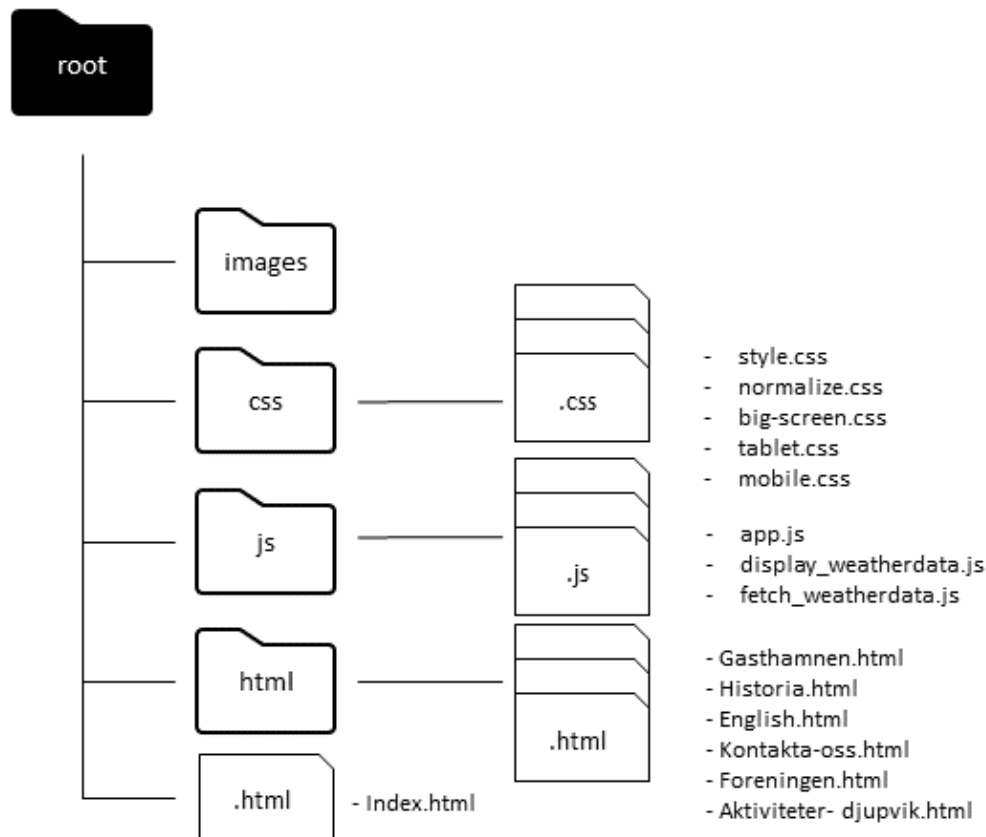 root
images
css
.css
- style.css
- normalize.css
- big-screen.css
- tablet.css
- mobile.css
js
.js
- app.js
- display_weatherdata.js
- fetch_weatherdata.js
html
.html
- Gasthamnen.html
- Historia.html
- English.html
- Kontakta-oss.html
- Foreningen.html
- Aktiviteter- djupvik.html
.html
- Index.html